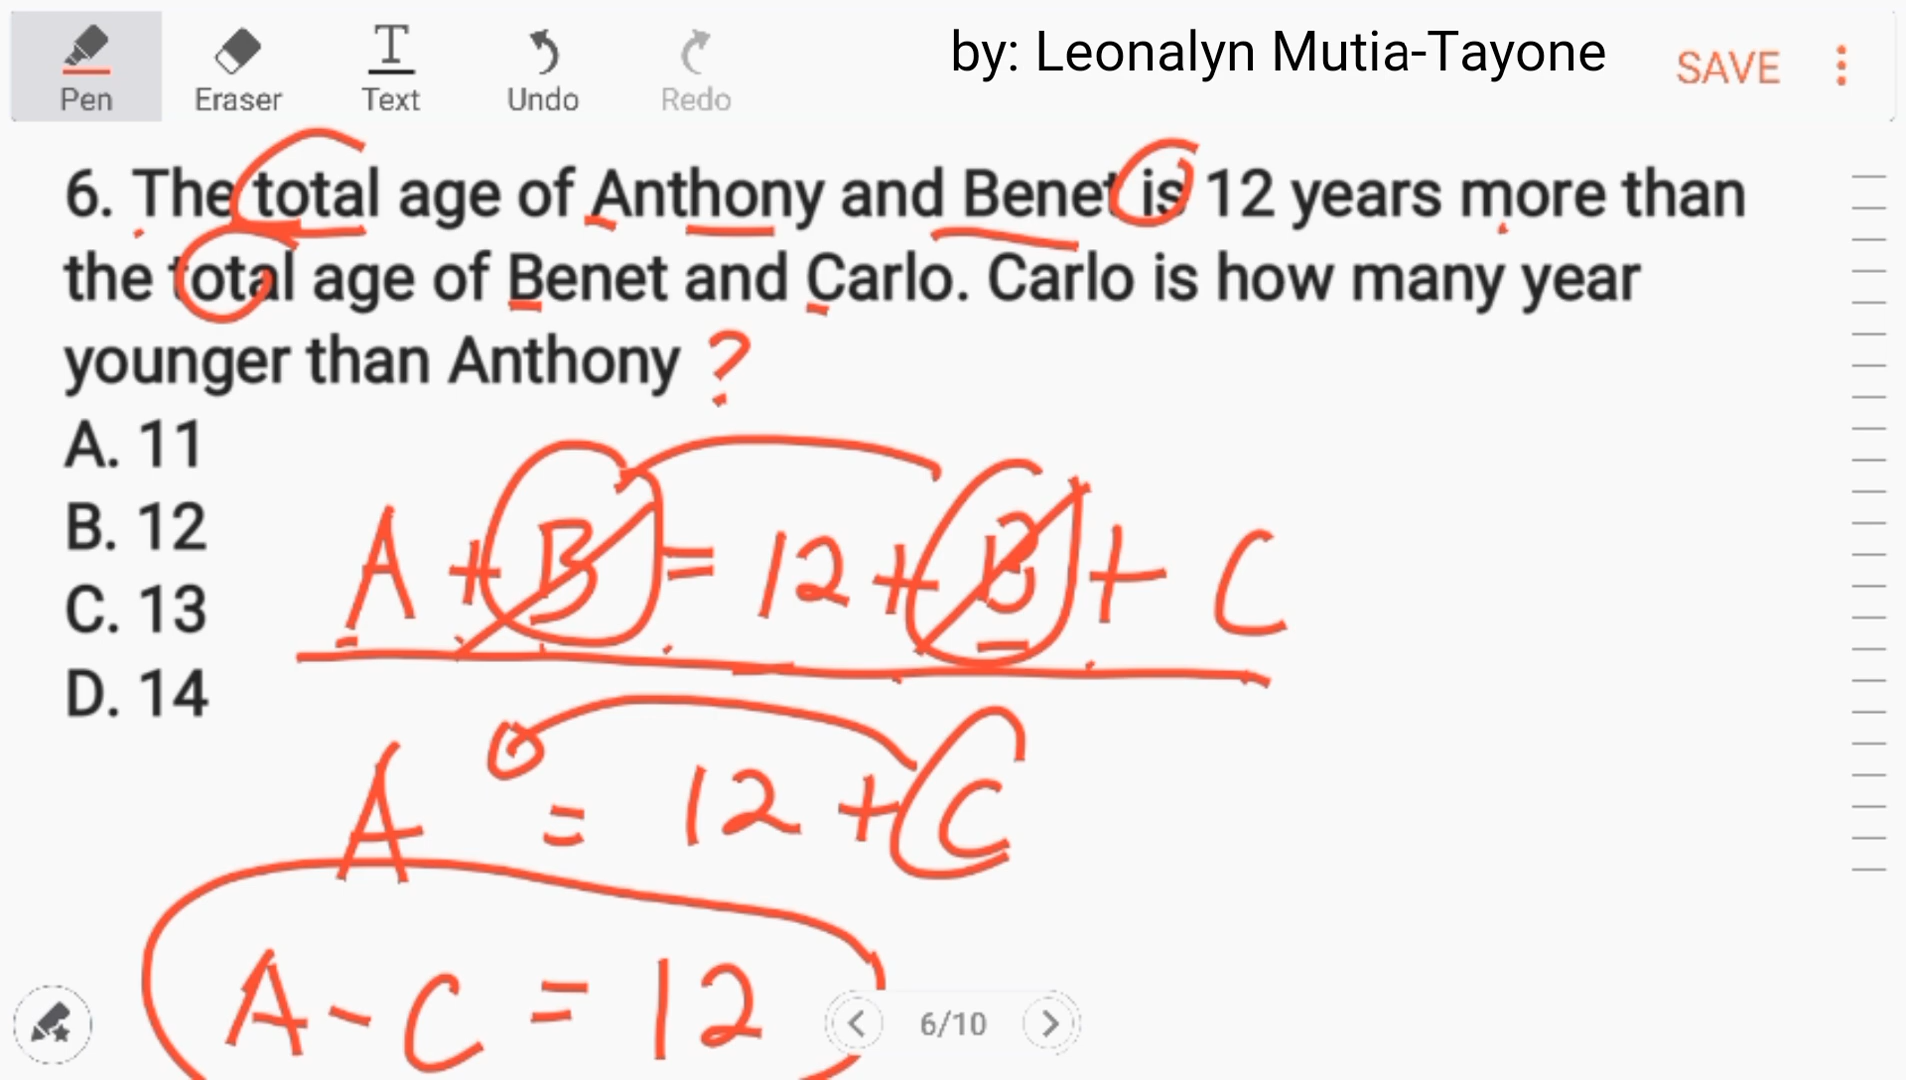 by: Leonalyn Mutia-Tayone
SAVE
Pen
Eraser
Text
Undo
Redo
6. The total age of Anthony and Benet is 12 years more than
the total age of Benet and Carlo. Carlo is how many year
younger than Anthony ?
A. 11
B. 12
C. 13
D. 14
A + B = 12 + B + C
A = 12 + C
A - C = 12
6/10